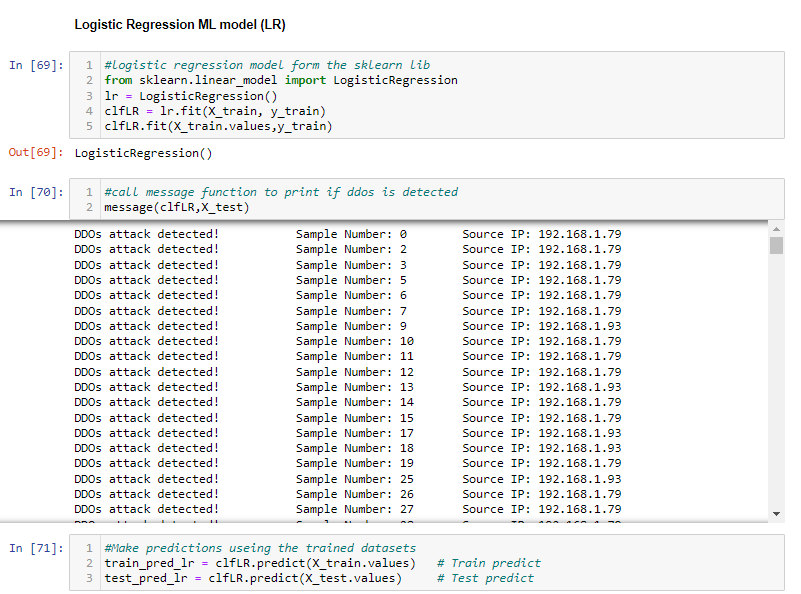 Logistic Regression ML model (LR)
In [69]:
1 #logistic regression model form the sklearn lib
2 from sklearn.linear_model import LogisticRegression
3 lr = LogisticRegression()
4 clfLR = lr.fit(X_train, y_train)
5 clfLR.fit(X_train.values,y_train)
Out[69]: LogisticRegression()
In [70]:
1 #call message function to print if ddos is detected
2 message(clfLR,X_test)
DDOs attack detected! Sample Number: 0 Source IP: 192.168.1.79
DDOs attack detected! Sample Number: 2 Source IP: 192.168.1.79
DDOs attack detected! Sample Number: 3 Source IP: 192.168.1.79
DDOs attack detected! Sample Number: 5 Source IP: 192.168.1.79
DDOs attack detected! Sample Number: 6 Source IP: 192.168.1.79
DDOs attack detected! Sample Number: 7 Source IP: 192.168.1.79
DDOs attack detected! Sample Number: 9 Source IP: 192.168.1.93
DDOs attack detected! Sample Number: 10 Source IP: 192.168.1.79
DDOs attack detected! Sample Number: 11 Source IP: 192.168.1.79
DDOs attack detected! Sample Number: 12 Source IP: 192.168.1.79
DDOs attack detected! Sample Number: 13 Source IP: 192.168.1.93
DDOs attack detected! Sample Number: 14 Source IP: 192.168.1.79
DDOs attack detected! Sample Number: 15 Source IP: 192.168.1.79
DDOs attack detected! Sample Number: 17 Source IP: 192.168.1.93
DDOs attack detected! Sample Number: 18 Source IP: 192.168.1.93
DDOs attack detected! Sample Number: 19 Source IP: 192.168.1.79
DDOs attack detected! Sample Number: 25 Source IP: 192.168.1.93
DDOs attack detected! Sample Number: 26 Source IP: 192.168.1.79
DDOs attack detected! Sample Number: 27 Source IP: 192.168.1.79
In [71]:
1 #Make predictions useing the trained datasets
2 train_pred_lr = clfLR.predict(X_train.values) # Train predict
3 test_pred_lr = clfLR.predict(X_test.values) # Test predict